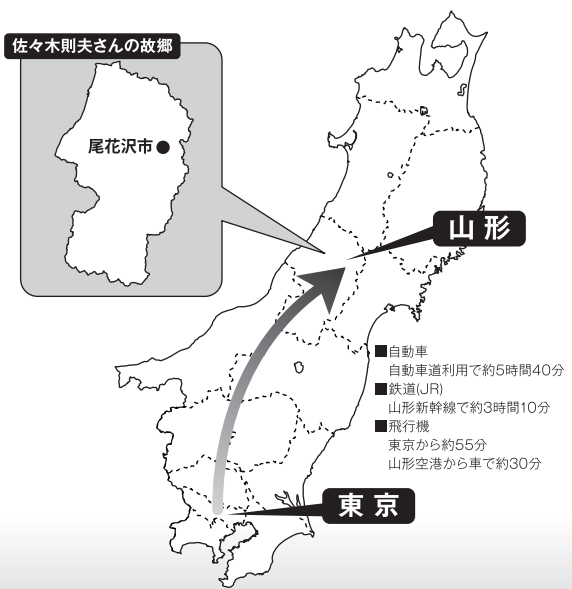 佐々木則夫さんの故郷
尾花沢市●
山形
■自動車
自動車道利用で約5時間40分
■鉄道(JR)
山形新幹線で約3時間10分
■飛行機
東京から約55分
山形空港から車で約30分
東京